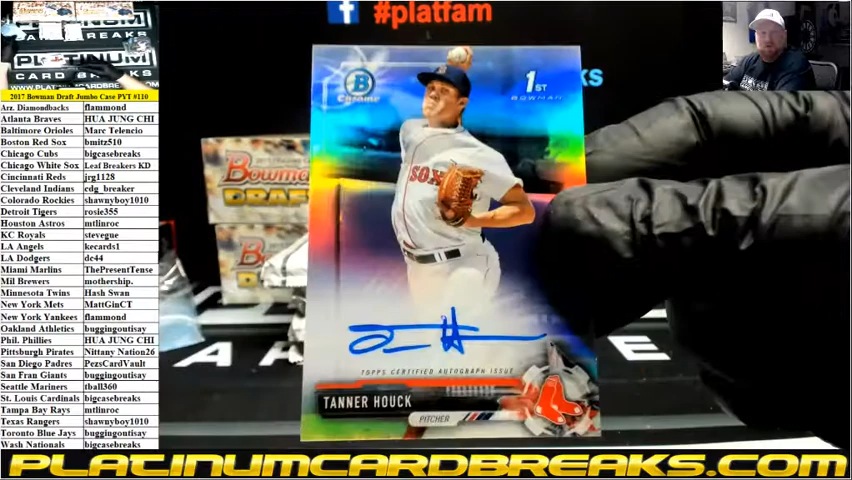 #platfam
2017 Bowman Draft Jumbo Case PYT #110
Arz. Diamondbacks flammond
Atlanta Braves HUA JUNG CHI
Baltimore Orioles Marc Telencio
Boston Red Sox bmitz510
Chicago Cubs bigcasebreaks
Chicago White Sox Leaf Breakers KD
Cincinnati Reds jrg1128
Cleveland Indians cdg_breaker
Colorado Rockies shawnyboy1010
Detroit Tigers rosie355
Houston Astros mtlinroc
KC Royals stevegue
LA Angels kecards1
LA Dodgers dc44
Miami Marlins ThePresentTense
Mil Brewers mothership.
Minnesota Twins Hash Swan
New York Mets MattGinCT
New York Yankees flammond
Oakland Athletics buggingoutisay
Phil. Phillies HUA JUNG CHI
Pittsburgh Pirates Nittany Nation26
San Diego Padres PezsCardVault
San Fran Giants buggingoutisay
Seattle Mariners tball360
St. Louis Cardinals bigcasebreaks
Tampa Bay Rays mtlinroc
Texas Rangers shawnyboy1010
Toronto Blue Jays buggingoutisay
Wash Nationals bigcasebreaks
B
Chrome
1ST
BOWMAN
SOX
TOPPS CERTIFIED AUTOGRAPH ISSUE
TANNER HOUCK
PITCHER
Bowman
DRAFT
PLATINUM
CARD BREAKS
PLATINUMCARDBREAKS.COM